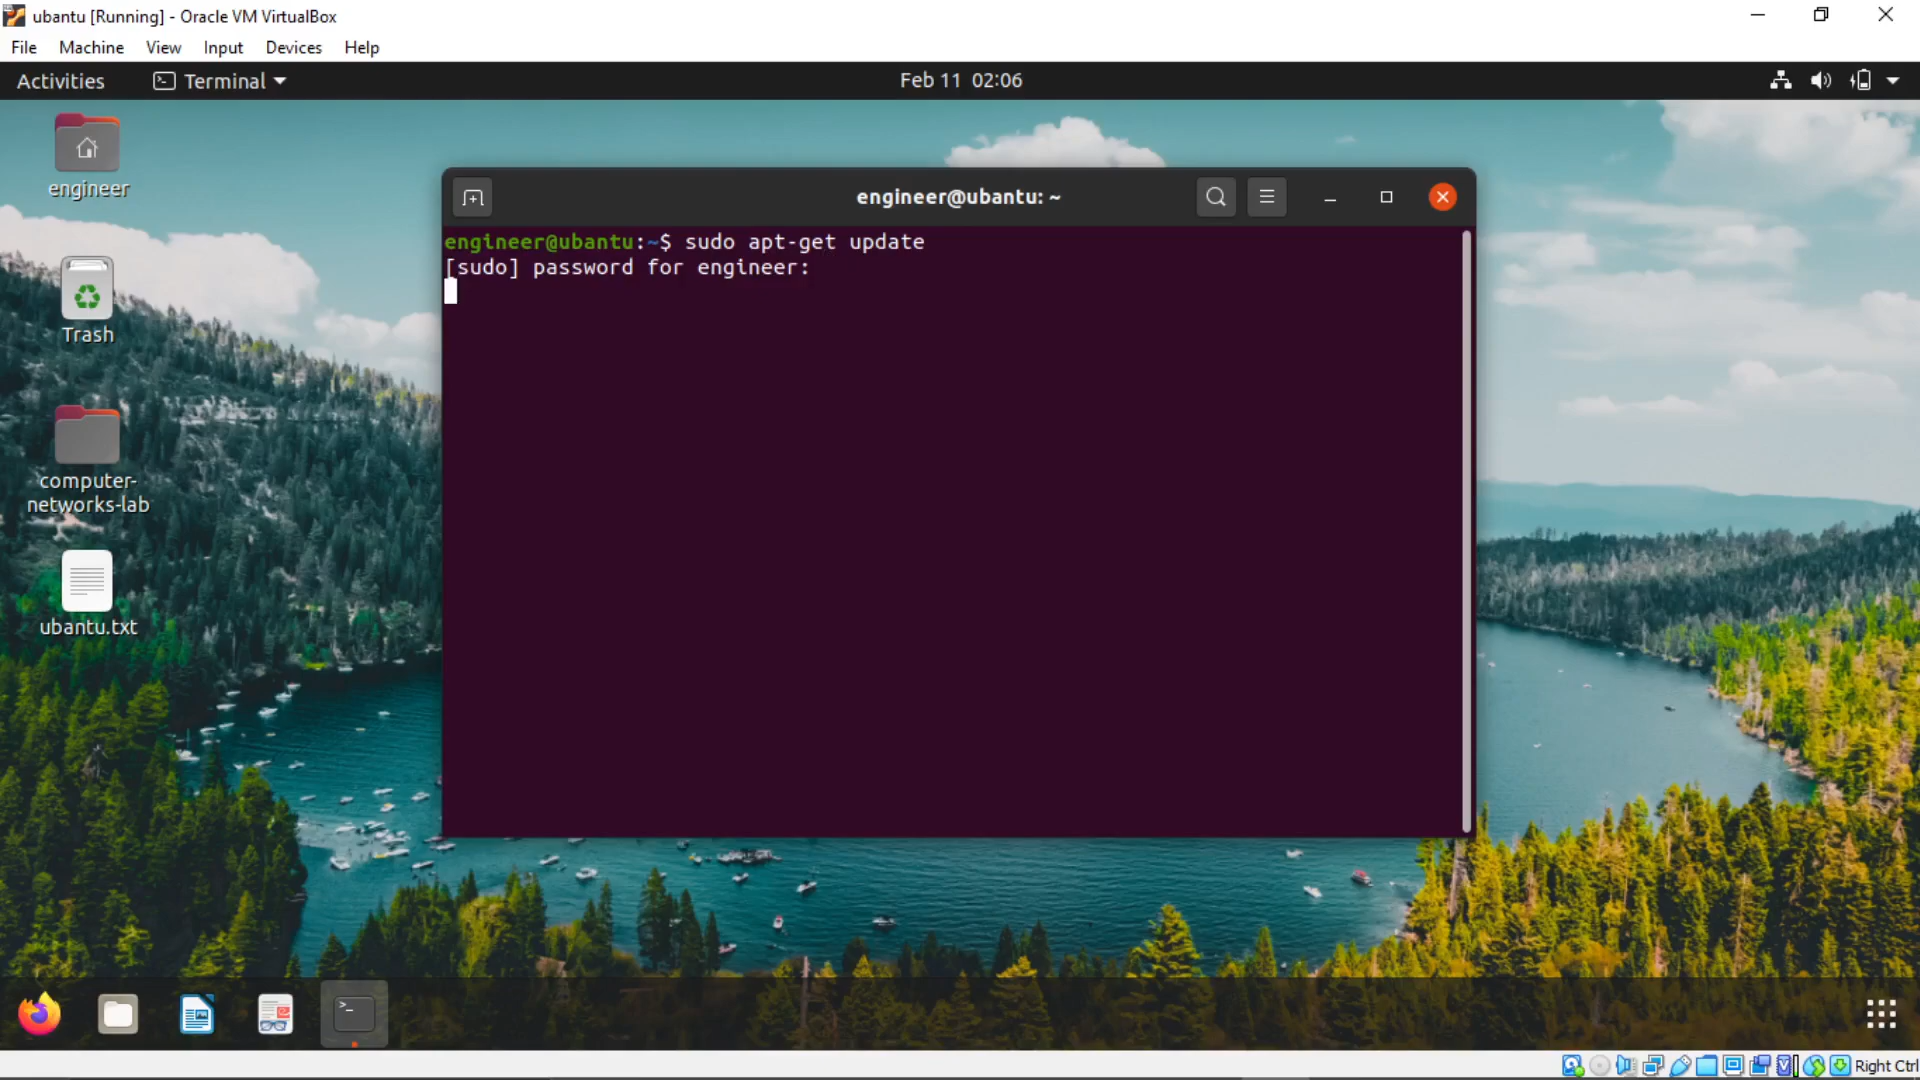 ubantu [Running] - Oracle VM VirtualBox
File Machine View Input Devices Help
Activities Terminal Feb 11 02:06
engineer
Trash
computer-
networks-lab
ubantu.txt
engineer@ubantu: ~
engineer@ubantu:~$ sudo apt-get update
[sudo] password for engineer:
Right Ctrl